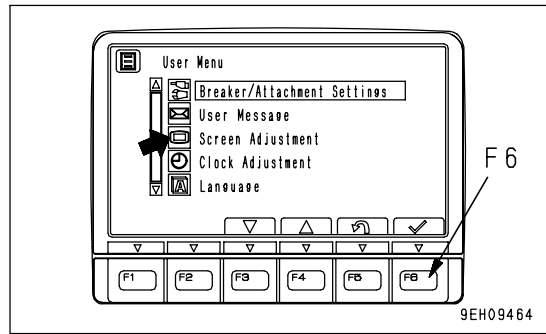 User Menu
Breaker/Attachment Settings
User Message
Screen Adjustment
Clock Adjustment
A Language
F6
F1 F2 F3 F4 F5 F6
9EH09464